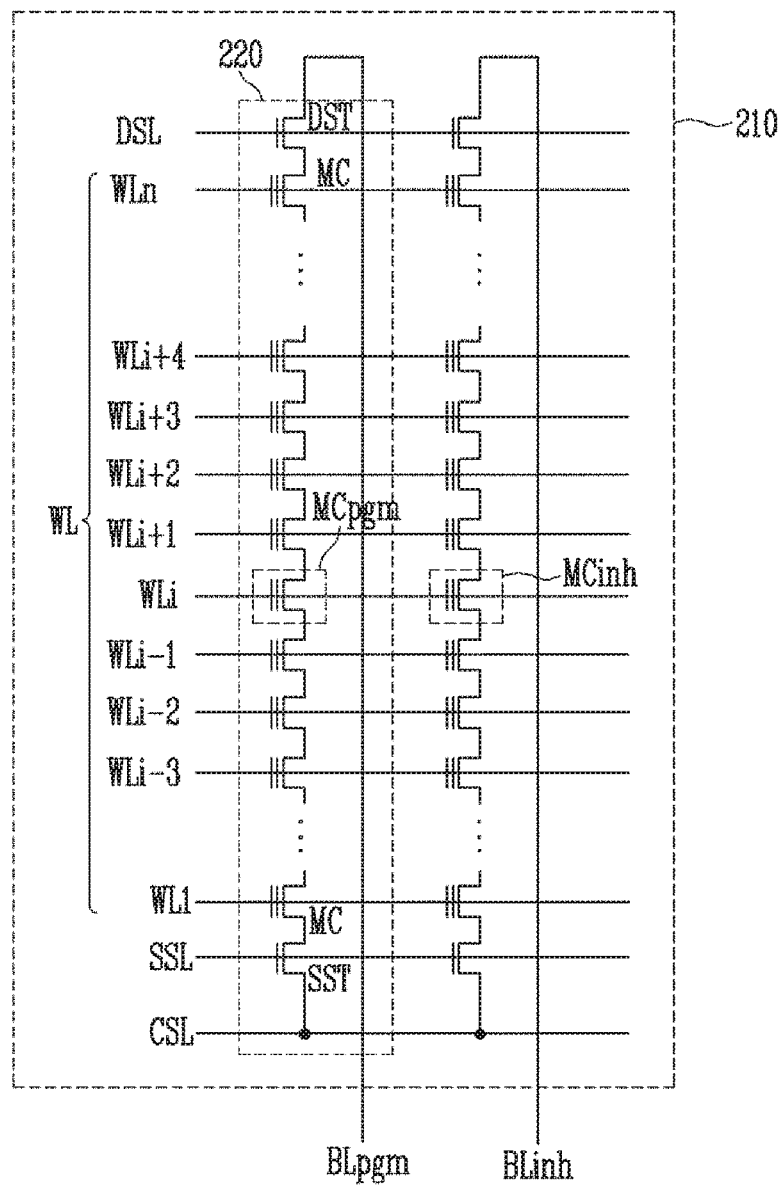 220
210
DSL
DST
WLn
MC
WLi+4
WLi+3
WLi+2
WL
WLi+1
MCpgm
WLi
MCinh
WLi-1
WLi-2
WLi-3
WL1
MC
SSL
SST
CSL
BLpgm
BLinh